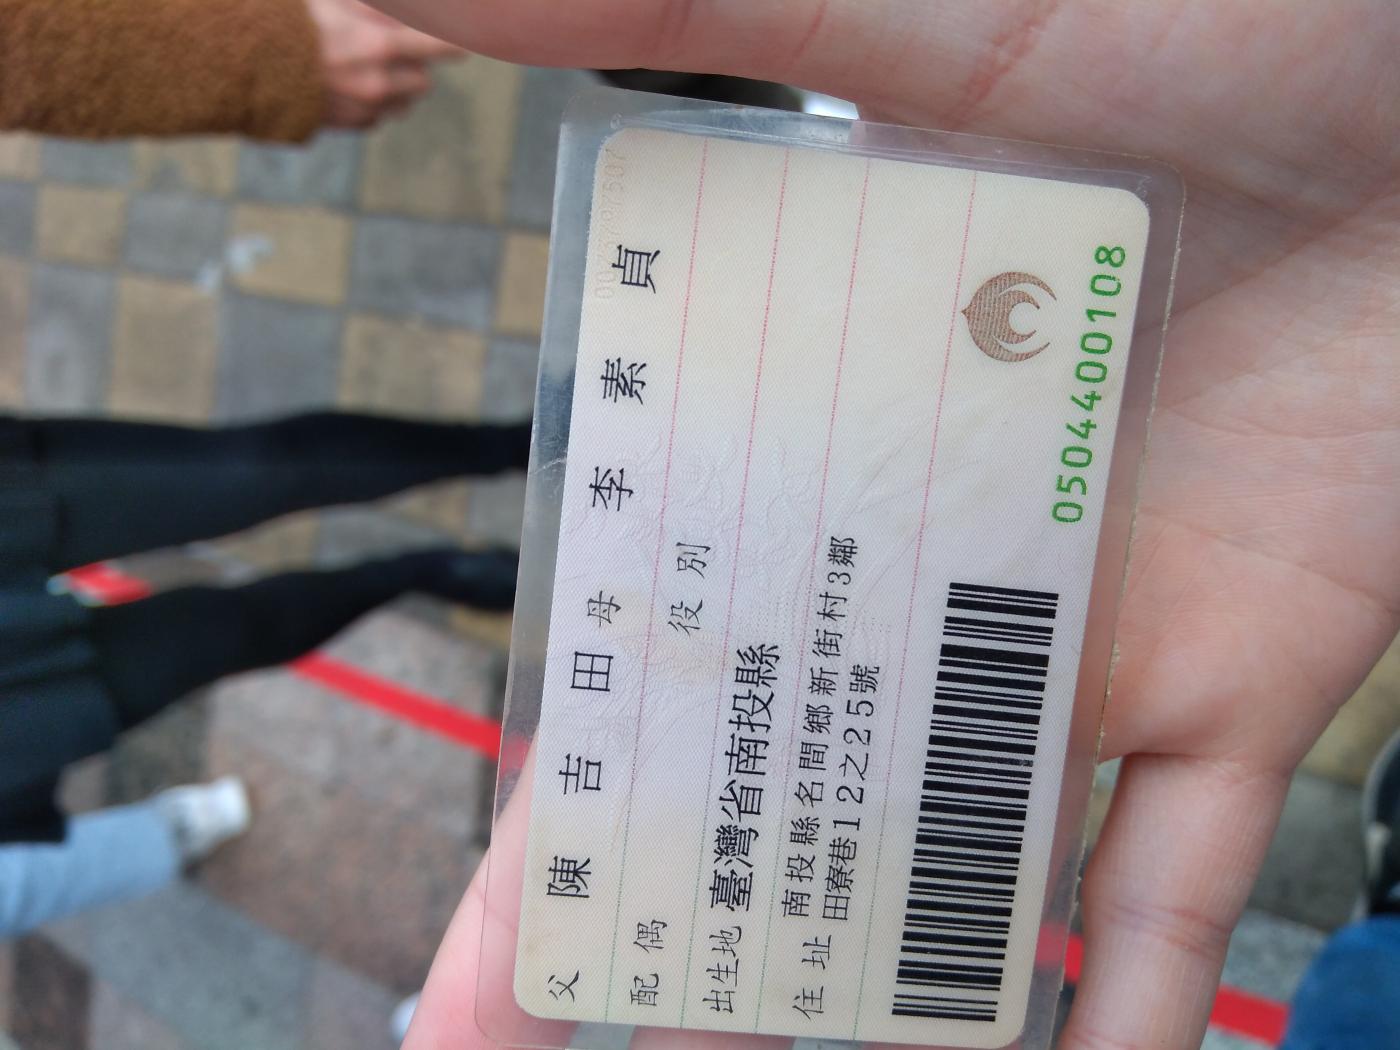 父 陳 吉 田 母 李 素 貞
配 偶 役 別
出生地 臺灣省南投縣
住 址 南投縣名間鄉新街村3鄰
田寮巷12之25號
0504400108